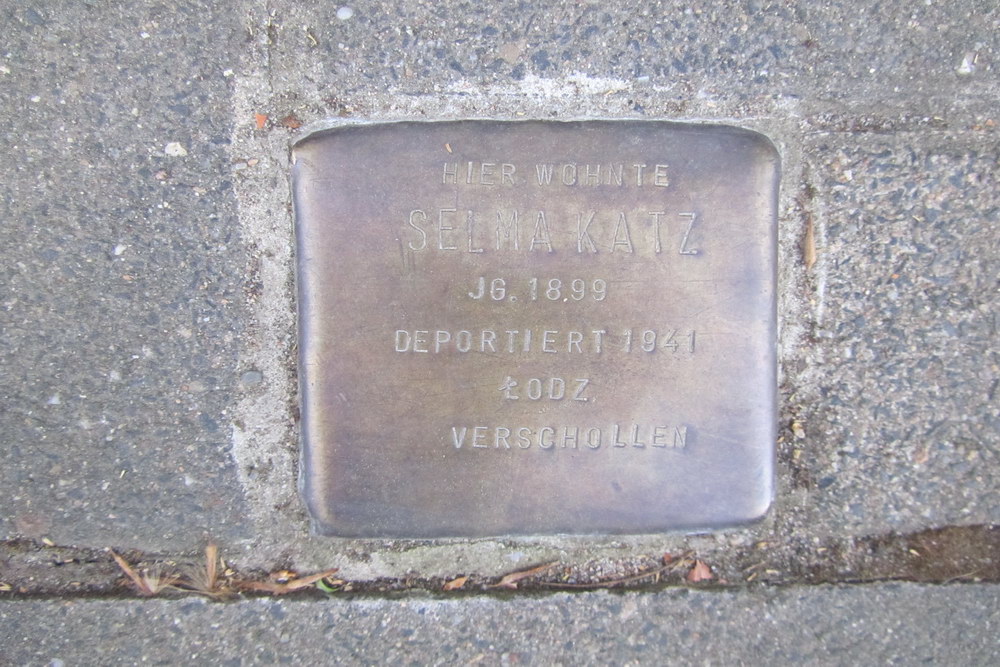 HIER WOHNTE
SELMA KATZ
JG. 1899
DEPORTIERT 1941
ŁODZ
VERSCHOLLEN